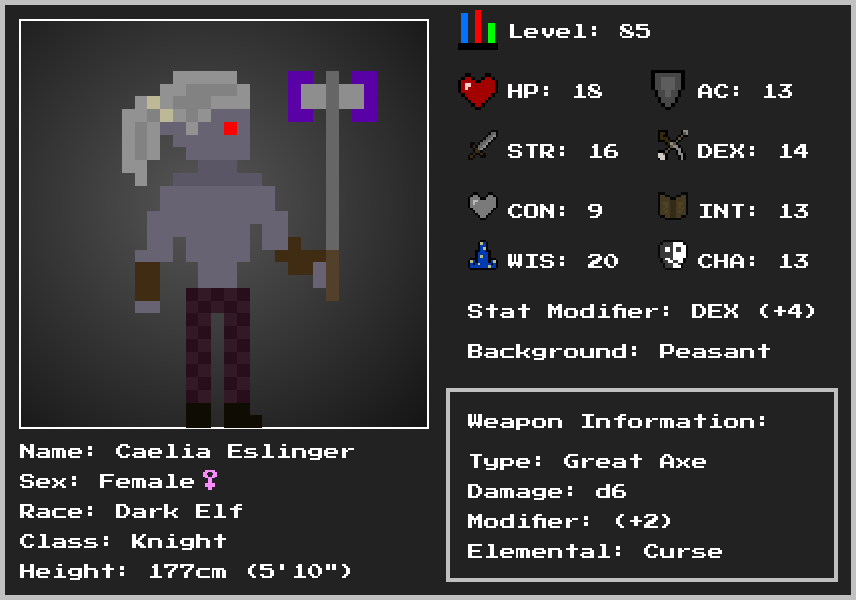 Level: 85
HP: 18 AC: 13
STR: 16 DEX: 14
CON: 9 INT: 13
WIS: 20 CHA: 13
Stat Modifier: DEX (+4)
Background: Peasant
Weapon Information:
Type: Great Axe
Damage: d6
Modifier: (+2)
Elemental: Curse
Name: Caelia Eslinger
Sex: Female♀
Race: Dark Elf
Class: Knight
Height: 177cm (5'10")